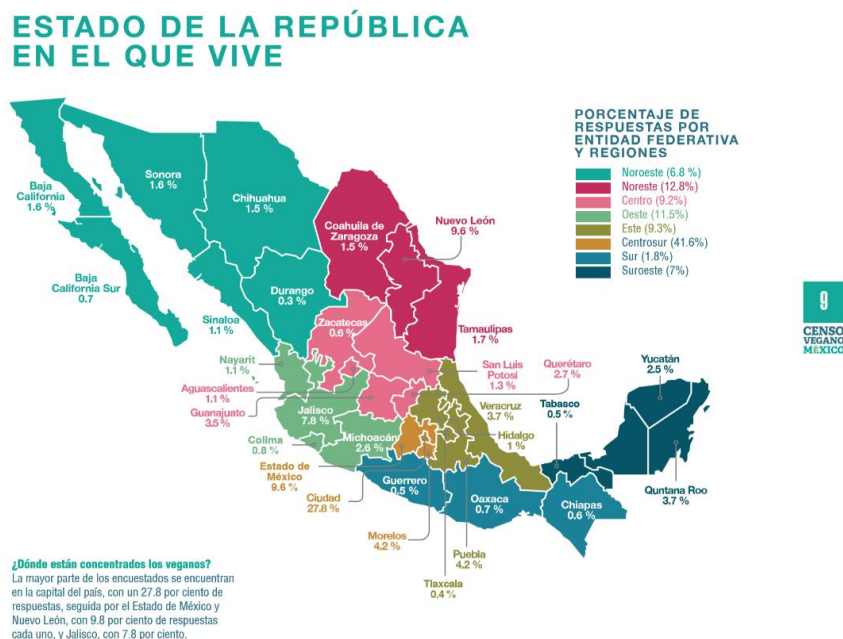 ESTADO DE LA REPÚBLICA
EN EL QUE VIVE
PORCENTAJE DE
RESPUESTAS POR
ENTIDAD FEDERATIVA
Y REGIONES
Noroeste (6.8 %)
Noreste (12.8%)
Centro (9.2%)
Oeste (11.5%)
Este (9.3%)
Centrosur (41.6%)
Sur (1.8%)
Suroeste (7%)
Baja
California
1.6 %
Sonora
1.6 %
Chihuahua
1.5 %
Coahuila de
Zaragoza
1.5 %
Nuevo León
9.6 %
Baja
California Sur
0.7
Durango
0.3 %
Sinaloa
1.1 %
Zacatecas
0.6 %
Tamaulipas
1.7 %
Nayarit
1.1 %
San Luis
Potosí
1.3 %
Querétaro
2.7 %
Aguascalientes
1.1 %
Guanajuato
3.5 %
Jalisco
7.8 %
Veracruz
3.7 %
Tabasco
0.5 %
Yucatán
2.5 %
Colima
0.8 %
Michoacán
2.6 %
Hidalgo
1 %
Estado de
México
9.6 %
Guerrero
0.5 %
Oaxaca
0.7 %
Chiapas
0.6 %
Quntana Roo
3.7 %
Ciudad
27.8 %
Morelos
4.2 %
Puebla
4.2 %
Tlaxcala
0.4 %
9
CENSO
VEGANO
MÉXICO
¿Dónde están concentrados los veganos?
La mayor parte de los encuestados se encuentran
en la capital del país, con un 27.8 por ciento de
respuestas, seguida por el Estado de México y
Nuevo León, con 9.8 por ciento de respuestas
cada uno, y Jalisco, con 7.8 por ciento.